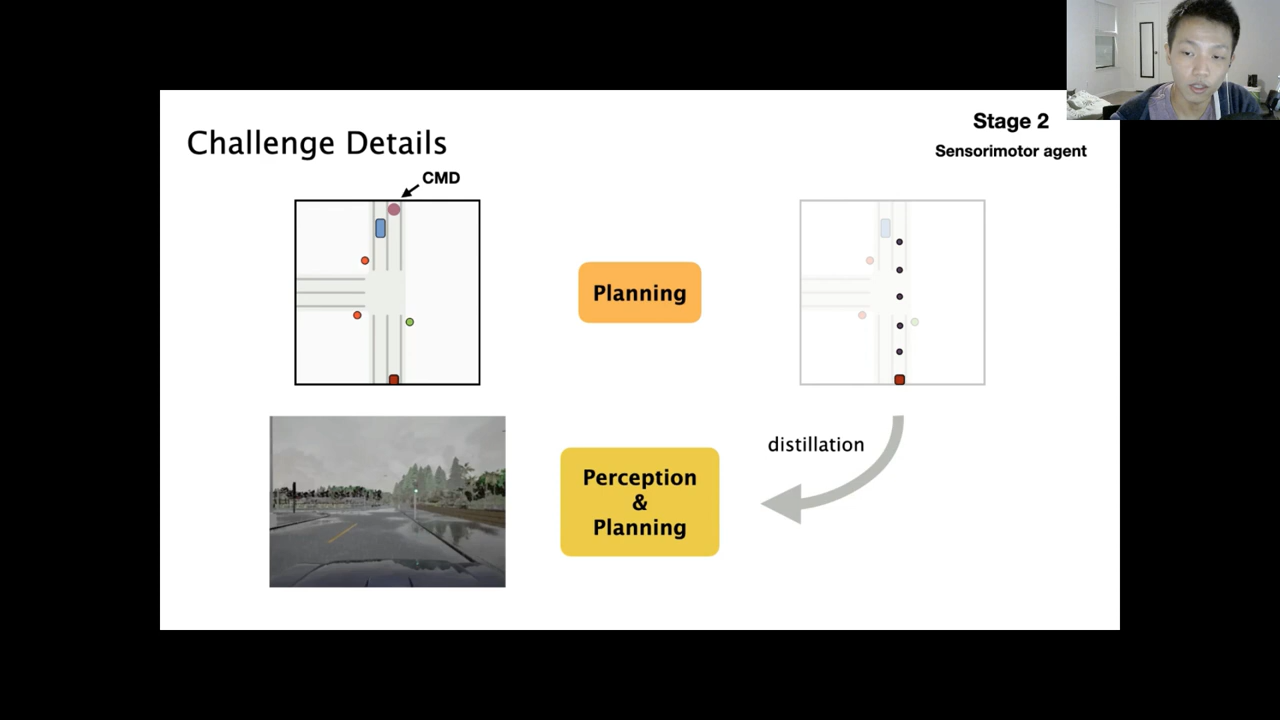 Challenge Details
Stage 2
Sensorimotor agent
CMD
Planning
distillation
Perception
&
Planning